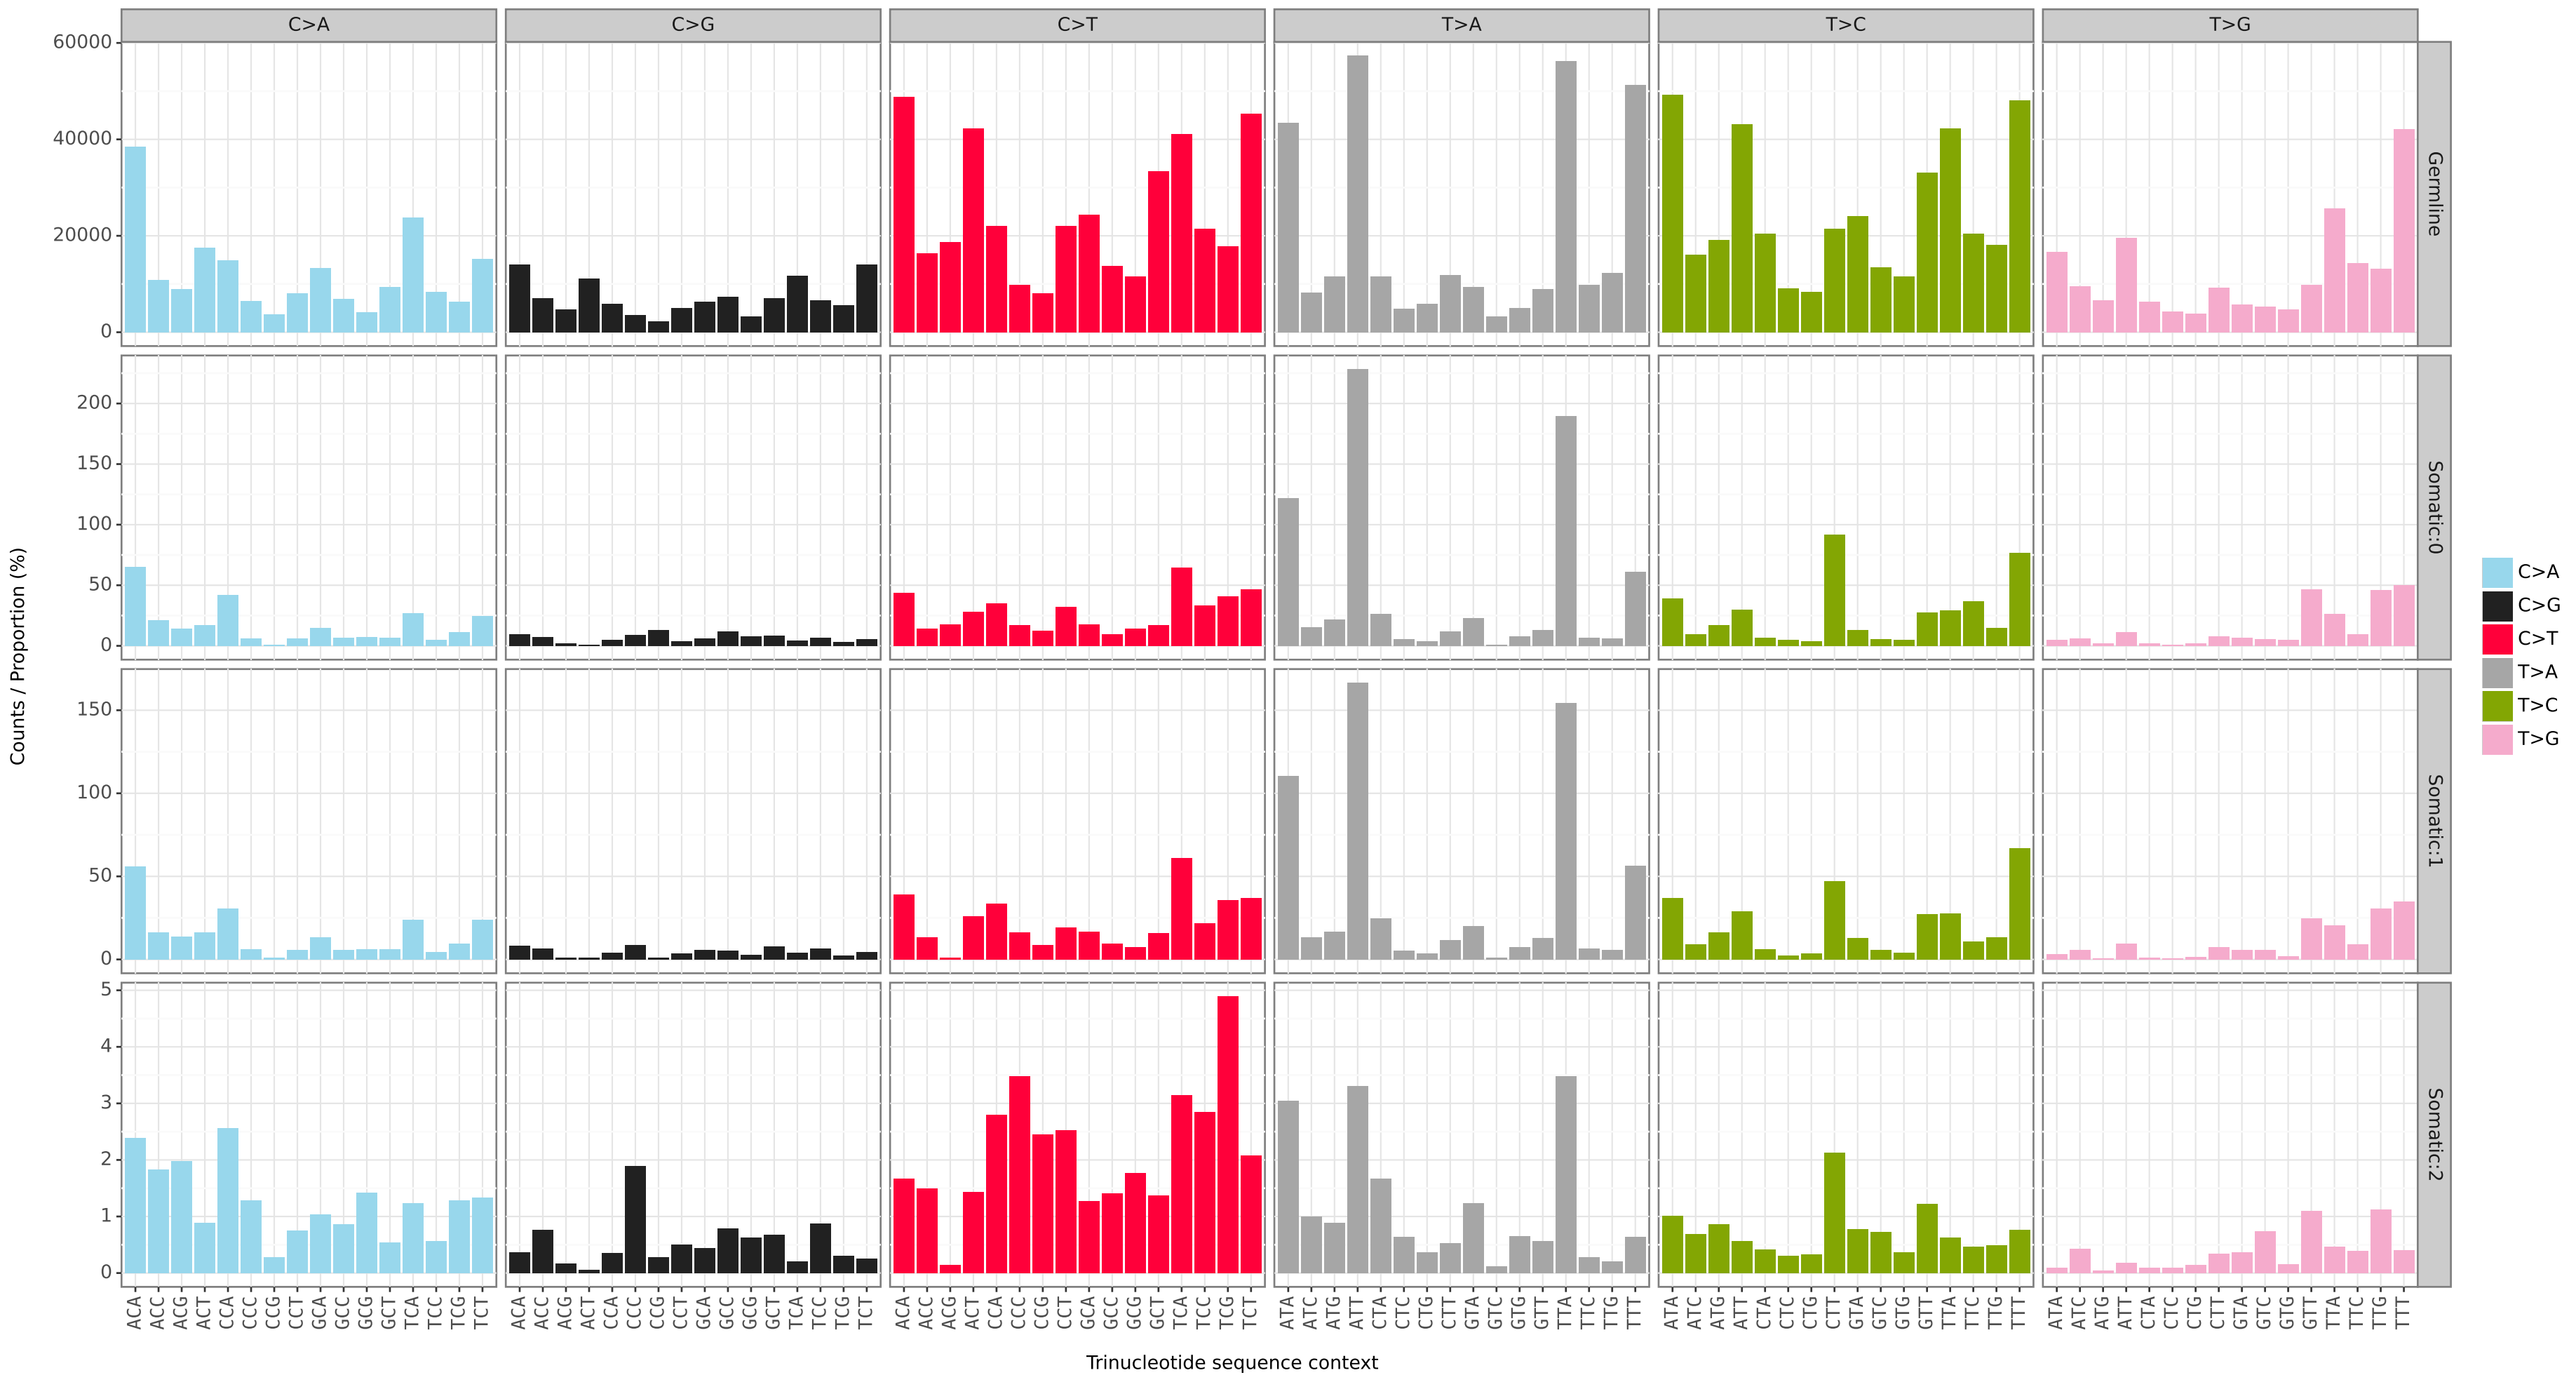 C>A C>G C>T T>A T>C T>G
60000
40000
20000
0
Germline
200
150
100
50
0
Somatic:0
150
100
50
0
Somatic:1
5
4
3
2
1
0
Somatic:2
Counts / Proportion (%)
ACA ACC ACG ACT CCA CCC CCG CCT GCA GCC GCG GCT TCA TCC TCG TCT
ACA ACC ACG ACT CCA CCC CCG CCT GCA GCC GCG GCT TCA TCC TCG TCT
ACA ACC ACG ACT CCA CCC CCG CCT GCA GCC GCG GCT TCA TCC TCG TCT
ATA ATC ATG ATT CTA CTC CTG CTT GTA GTC GTG GTT TTA TTC TTG TTT
ATA ATC ATG ATT CTA CTC CTG CTT GTA GTC GTG GTT TTA TTC TTG TTT
ATA ATC ATG ATT CTA CTC CTG CTT GTA GTC GTG GTT TTA TTC TTG TTT
Trinucleotide sequence context
C>A
C>G
C>T
T>A
T>C
T>G